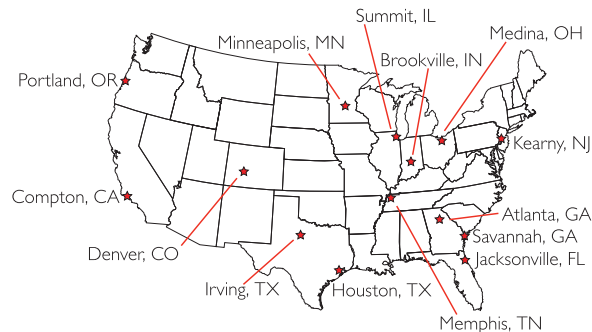 Summit, IL
Medina, OH
Minneapolis, MN
Brookville, IN
Portland, OR
Kearny, NJ
Compton, CA
Atlanta, GA
Savannah, GA
Denver, CO
Jacksonville, FL
Irving, TX
Houston, TX
Memphis, TN